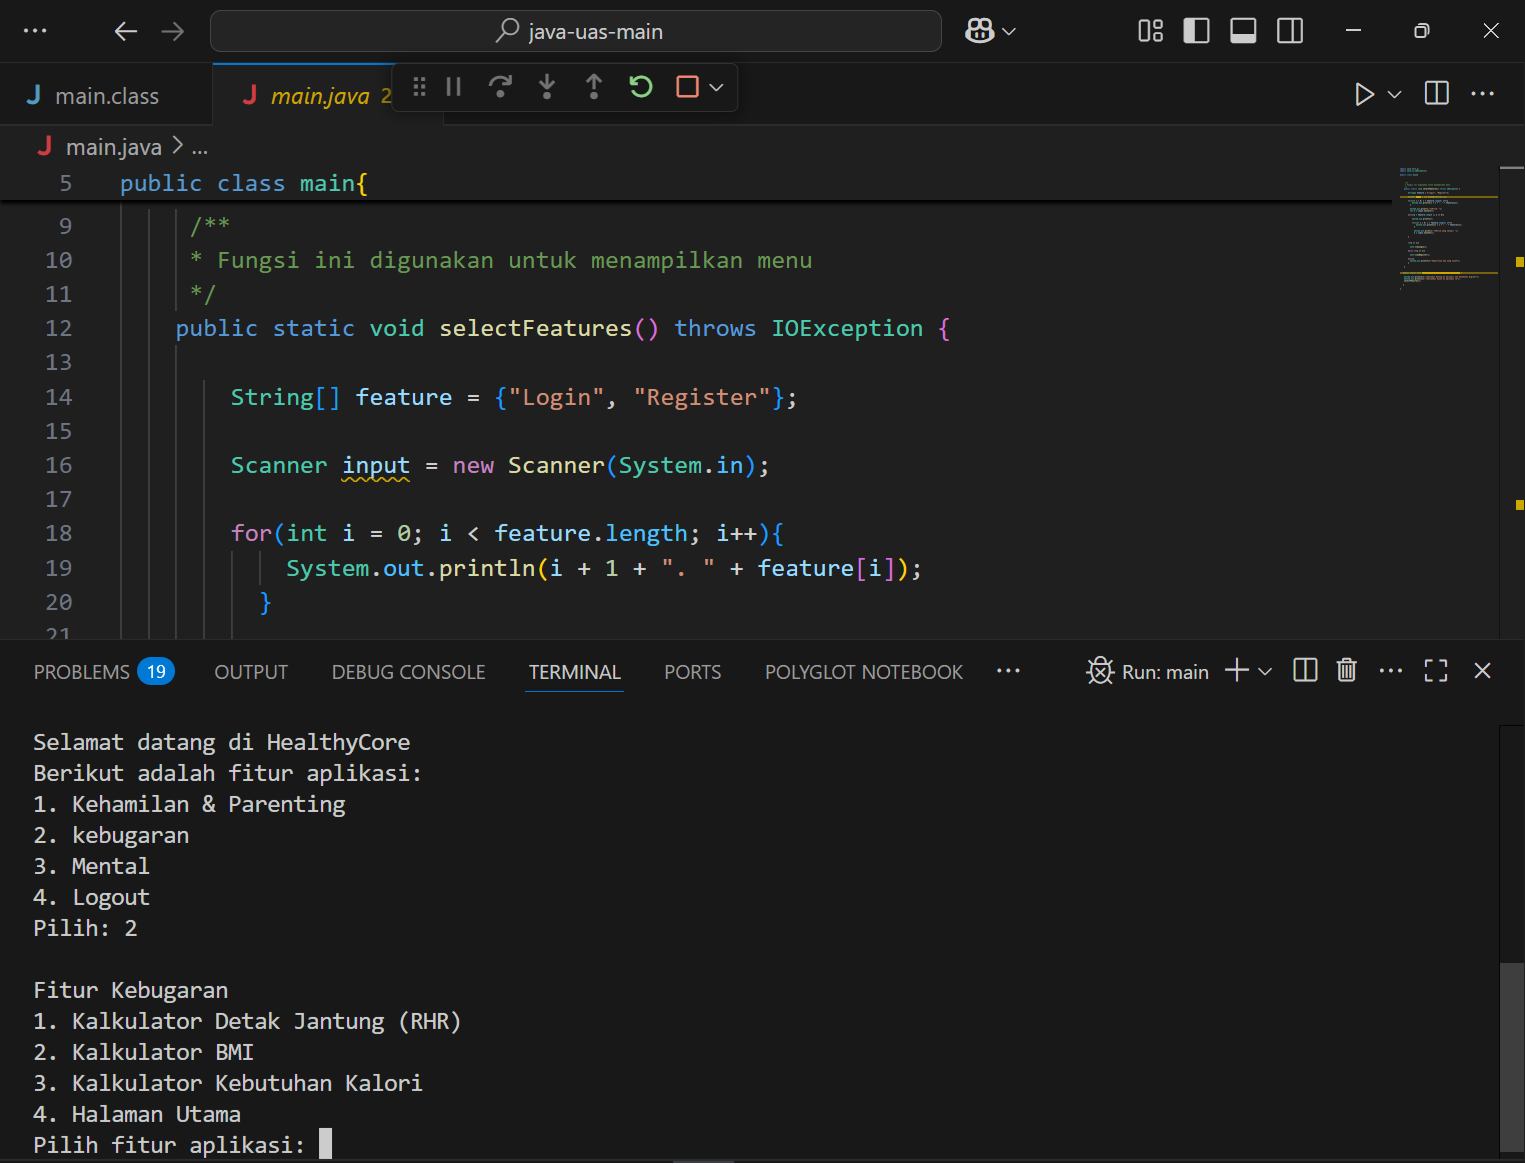 java-uas-main
main.class
main.java 2
main.java > ...
5 public class main{
9 /**
10 * Fungsi ini digunakan untuk menampilkan menu
11 */
12 public static void selectFeatures() throws IOException {
13
14 String[] feature = {"Login", "Register"};
15
16 Scanner input = new Scanner(System.in);
17
18 for(int i = 0; i < feature.length; i++){
19 System.out.println(i + 1 + ". " + feature[i]);
20 }
21
PROBLEMS 19 OUTPUT DEBUG CONSOLE TERMINAL PORTS POLYGLOT NOTEBOOK ... Run: main
Selamat datang di HealthyCore
Berikut adalah fitur aplikasi:
1. Kehamilan & Parenting
2. kebugaran
3. Mental
4. Logout
Pilih: 2
Fitur Kebugaran
1. Kalkulator Detak Jantung (RHR)
2. Kalkulator BMI
3. Kalkulator Kebutuhan Kalori
4. Halaman Utama
Pilih fitur aplikasi: